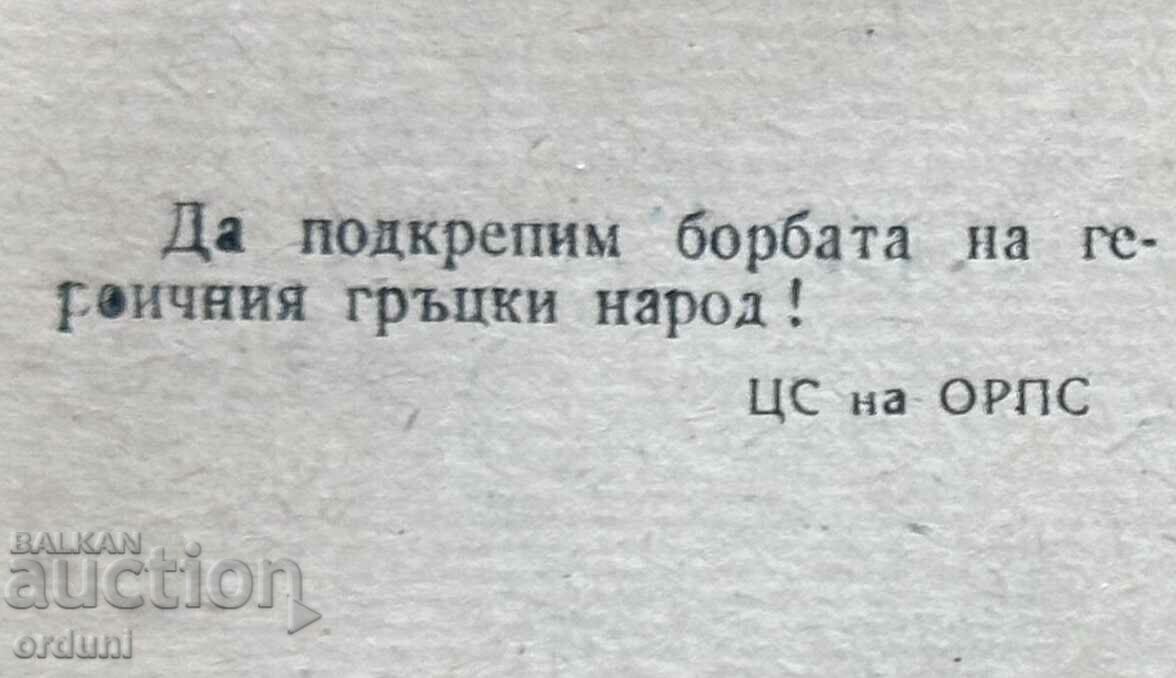 Да подкрепим борбата на ге-
роичния гръцки народ!
ЦС на ОРПС
BALKAN
auction
orduni